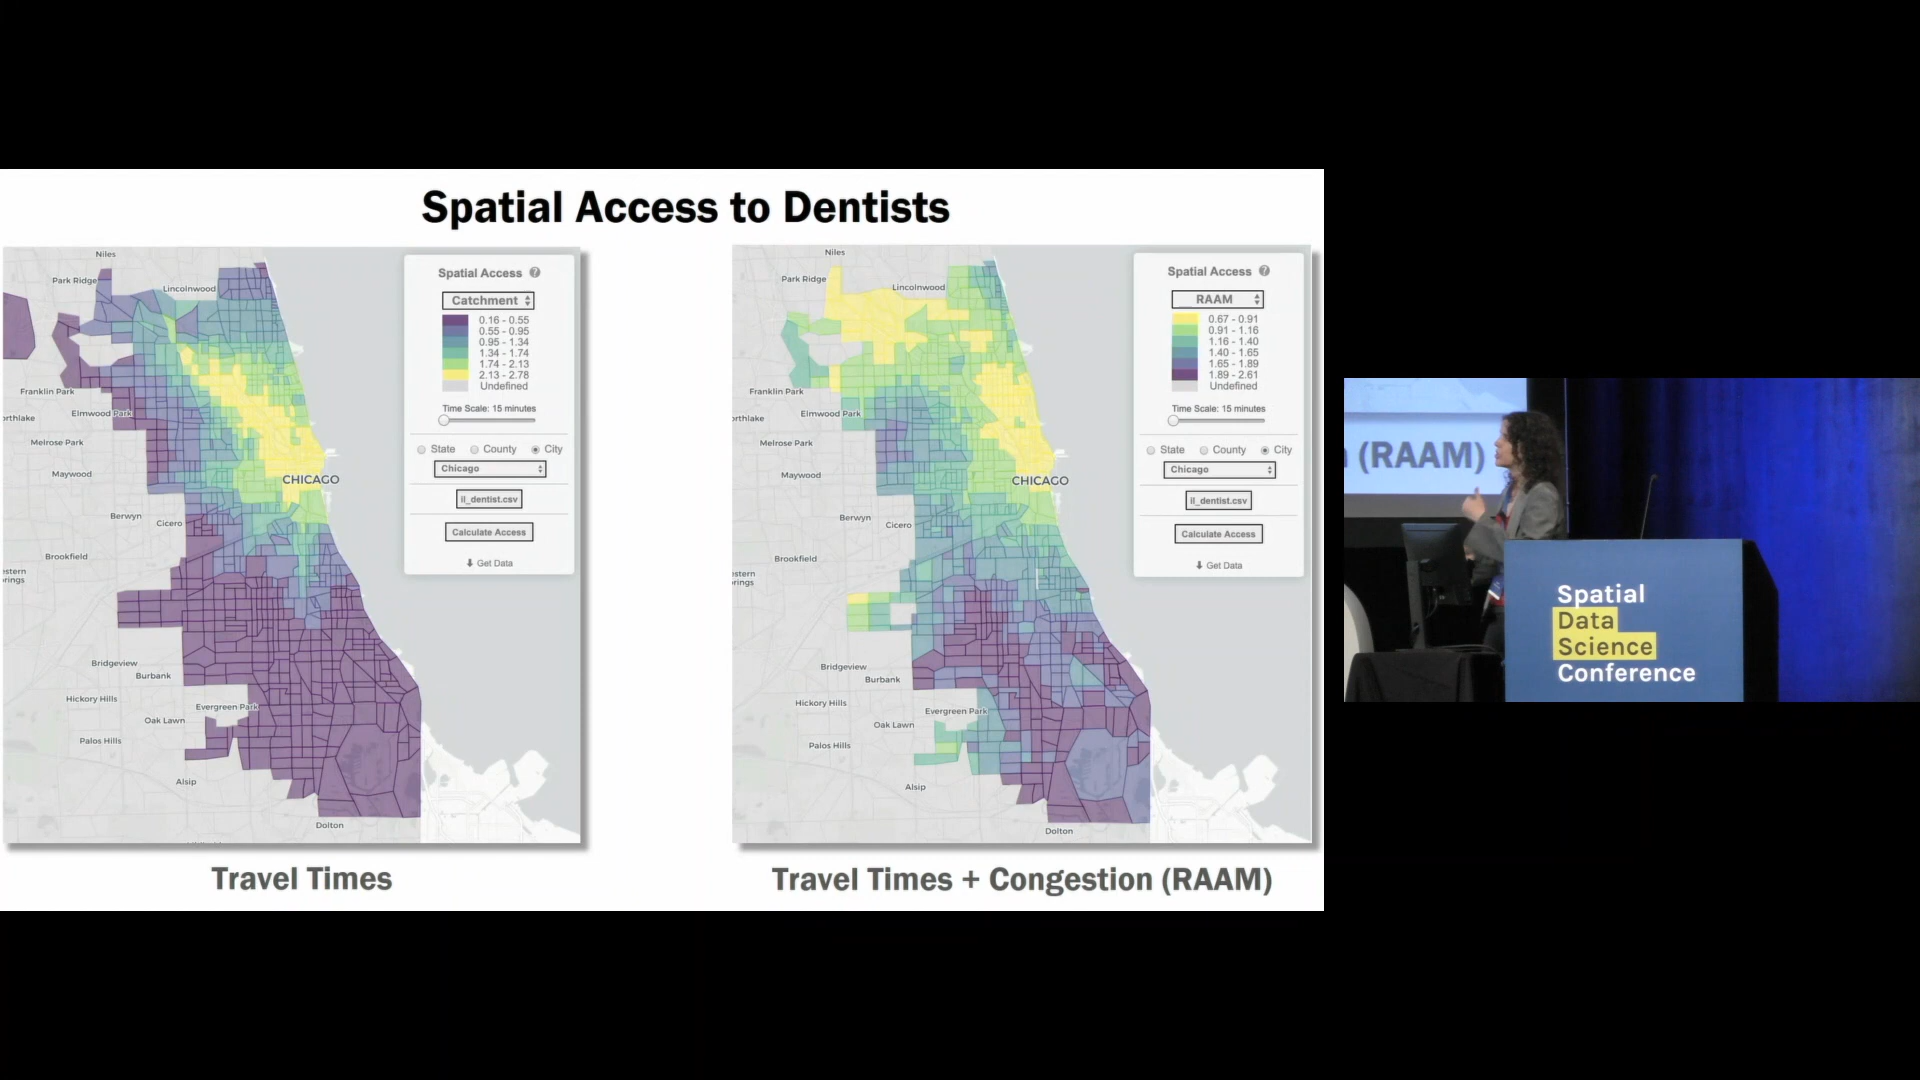 Spatial Access to Dentists
Niles
Park Ridge
Lincolnwood
Franklin Park
Elmwood Park
orthlake
Melrose Park
Maywood
CHICAGO
Berwyn
Cicero
Brookfield
estern
rings
Bridgeview
Burbank
Hickory Hills
Evergreen Park
Oak Lawn
Palos Hills
Alsip
Dolton
Spatial Access ?
Catchment
0.16 - 0.55
0.55 - 0.95
0.95 - 1.34
1.34 - 1.74
1.74 - 2.13
2.13 - 2.78
Undefined
Time Scale: 15 minutes
State County City
Chicago
il_dentist.csv
Calculate Access
Get Data
Travel Times
Niles
Park Ridge
Lincolnwood
Franklin Park
Elmwood Park
orthlake
Melrose Park
Maywood
CHICAGO
Berwyn
Cicero
Brookfield
estern
rings
Bridgeview
Burbank
Hickory Hills
Evergreen Park
Oak Lawn
Palos Hills
Alsip
Dolton
Spatial Access ?
RAAM
0.67 - 0.91
0.91 - 1.16
1.16 - 1.40
1.40 - 1.65
1.65 - 1.89
1.89 - 2.61
Undefined
Time Scale: 15 minutes
State County City
Chicago
il_dentist.csv
Calculate Access
Get Data
Travel Times + Congestion (RAAM)
(RAAM)
Spatial
Data
Science
Conference